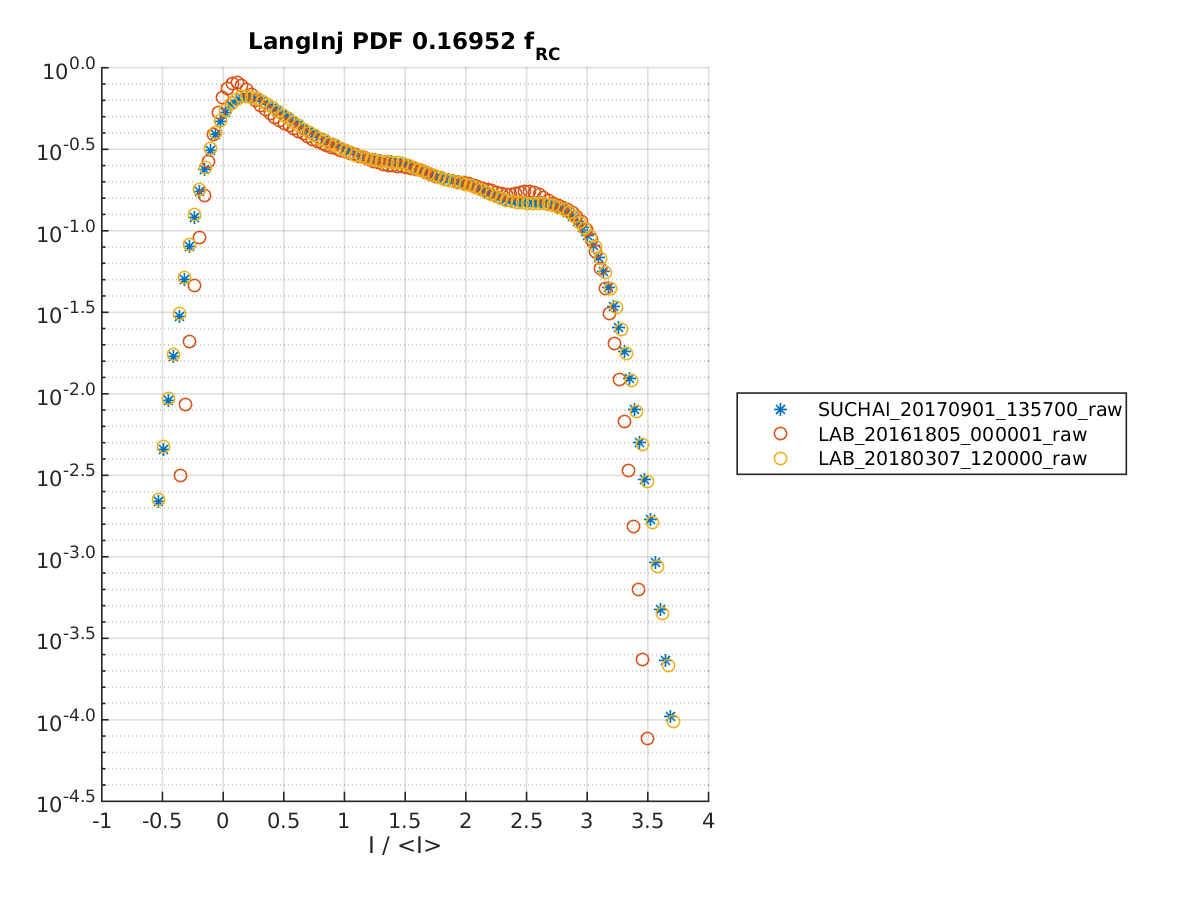 LangInj PDF 0.16952 f_RC
10^0.0
10^-0.5
10^-1.0
10^-1.5
10^-2.0
10^-2.5
10^-3.0
10^-3.5
10^-4.0
10^-4.5
-1 -0.5 0 0.5 1 1.5 2 2.5 3 3.5 4
I / <I>
SUCHAI_20170901_135700_raw
LAB_20161805_000001_raw
LAB_20180307_120000_raw